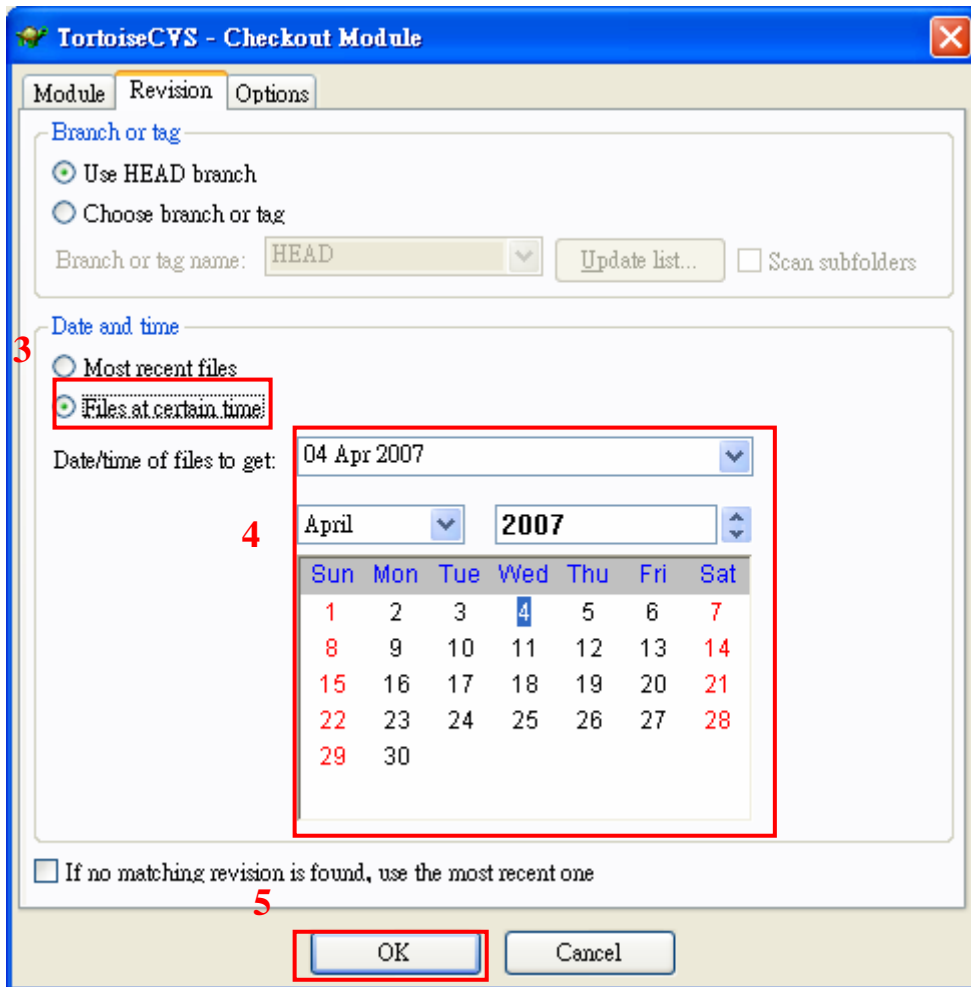 TortoiseCVS - Checkout Module
Module Revision Options
Branch or tag
Use HEAD branch
Choose branch or tag
Branch or tag name: HEAD Update list... Scan subfolders
Date and time
3
Most recent files
Files at certain time
Date/time of files to get: 04 Apr 2007
4 April 2007
Sun Mon Tue Wed Thu Fri Sat
1 2 3 4 5 6 7
8 9 10 11 12 13 14
15 16 17 18 19 20 21
22 23 24 25 26 27 28
29 30
If no matching revision is found, use the most recent one
5
OK Cancel